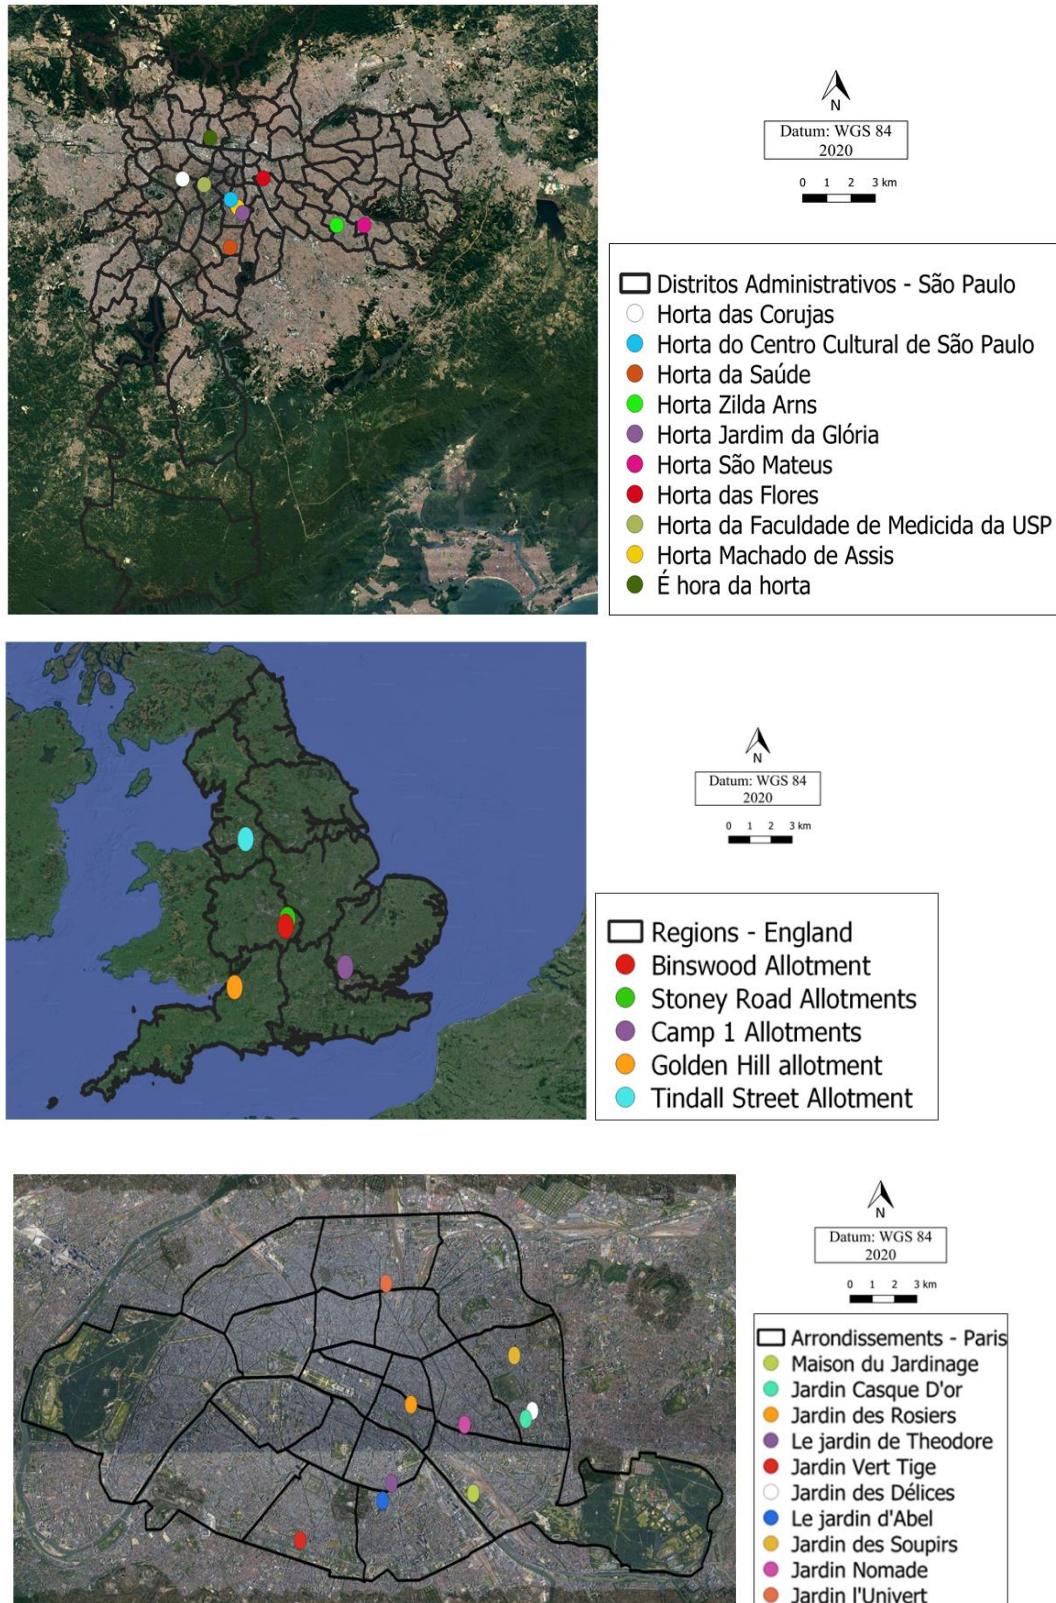 N
Datum: WGS 84
2020
0 1 2 3 km
Distritos Administrativos - São Paulo
Horta das Corujas
Horta do Centro Cultural de São Paulo
Horta da Saúde
Horta Zilda Arns
Horta Jardim da Glória
Horta São Mateus
Horta das Flores
Horta da Faculdade de Medicida da USP
Horta Machado de Assis
É hora da horta
N
Datum: WGS 84
2020
0 1 2 3 km
Regions - England
Binswood Allotment
Stoney Road Allotments
Camp 1 Allotments
Golden Hill allotment
Tindall Street Allotment
N
Datum: WGS 84
2020
0 1 2 3 km
Arrondissements - Paris
Maison du Jardinage
Jardin Casque D'or
Jardin des Rosiers
Le jardin de Theodore
Jardin Vert Tige
Jardin des Délices
Le jardin d'Abel
Jardin des Soupirs
Jardin Nomade
Jardin l'Univert